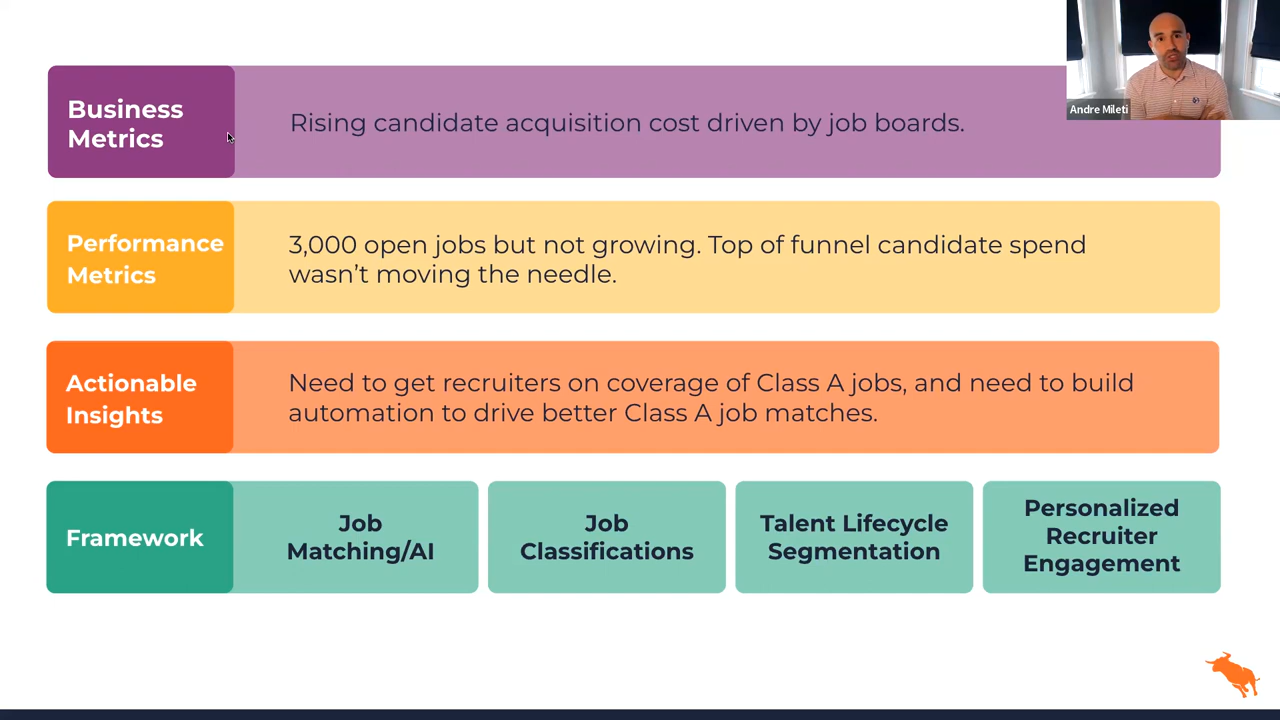 Business
Metrics
Rising candidate acquisition cost driven by job boards.
Andre Mileti
Performance
Metrics
3,000 open jobs but not growing. Top of funnel candidate spend
wasn't moving the needle.
Actionable
Insights
Need to get recruiters on coverage of Class A jobs, and need to build
automation to drive better Class A job matches.
Framework
Job
Matching/AI
Job
Classifications
Talent Lifecycle
Segmentation
Personalized
Recruiter
Engagement